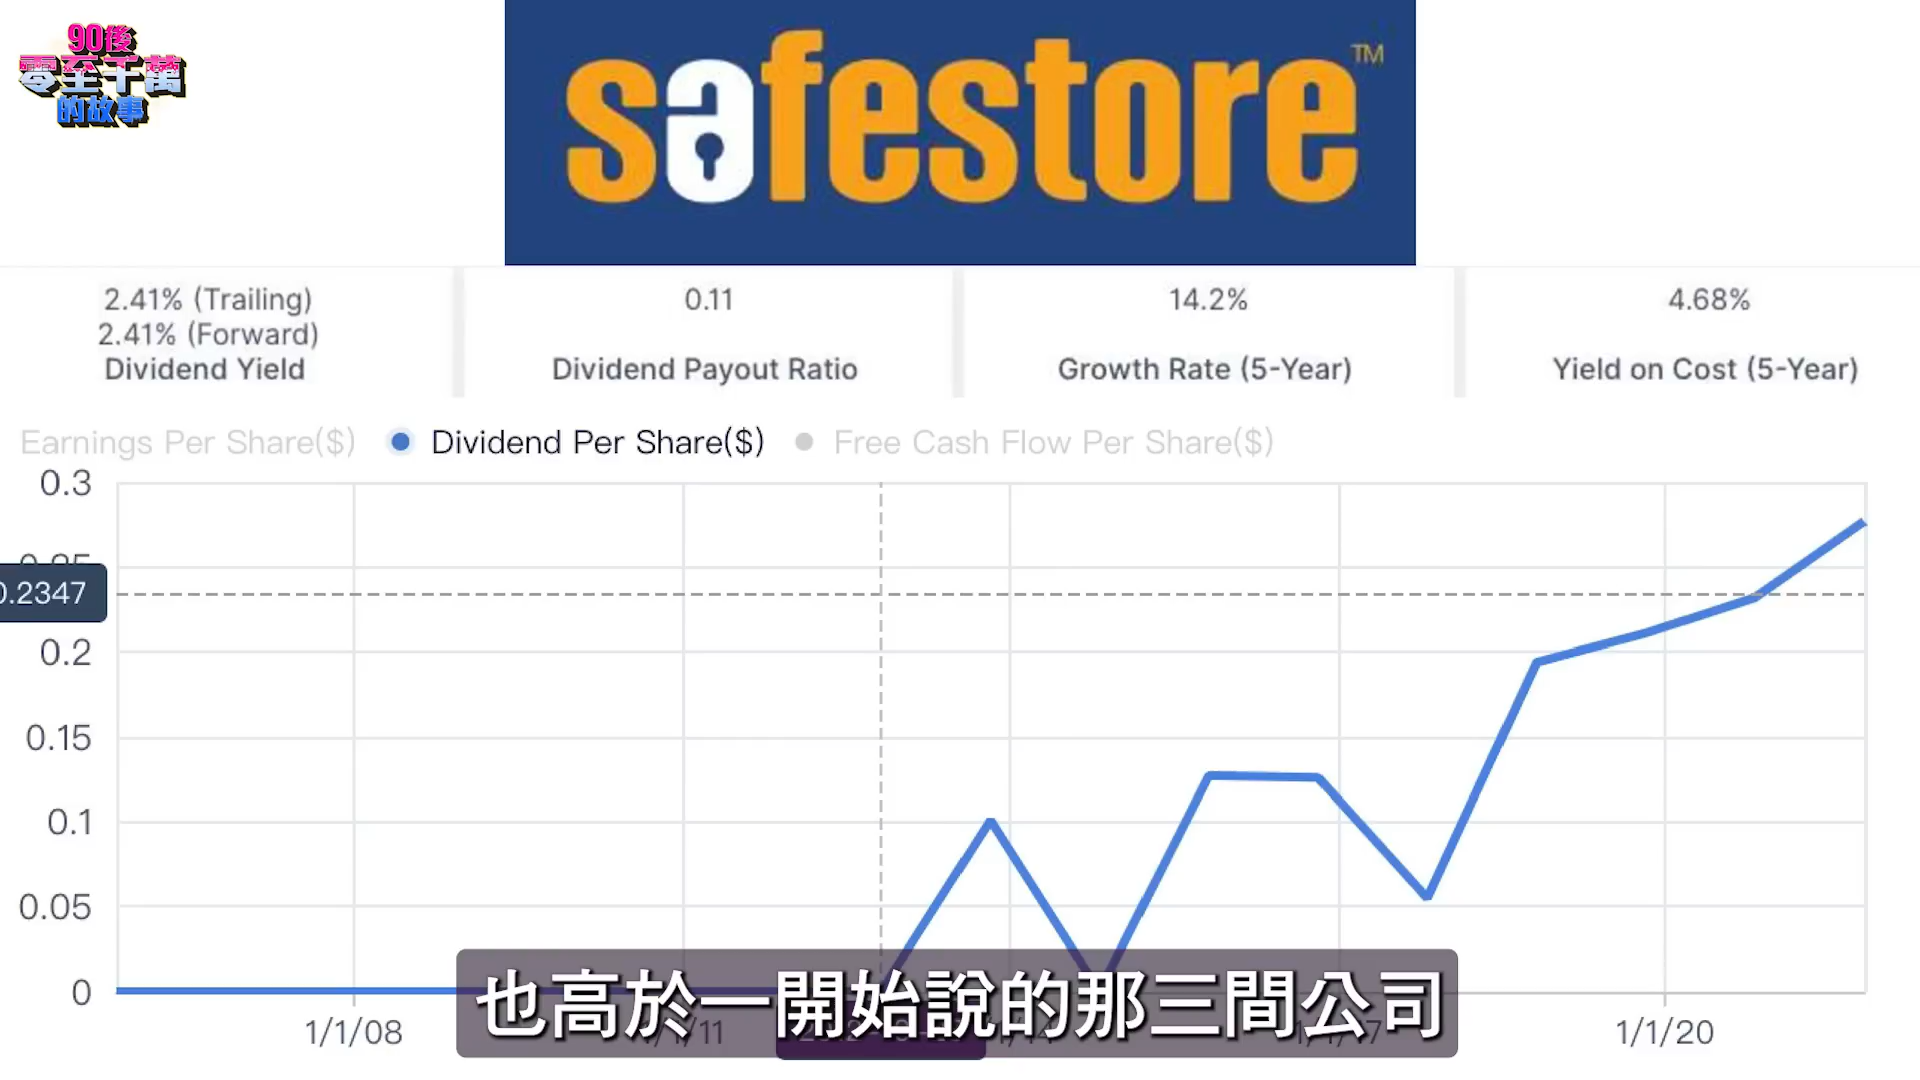 90後
零至千萬
的故事
safestore™
2.41% (Trailing)
2.41% (Forward)
Dividend Yield
0.11
Dividend Payout Ratio
14.2%
Growth Rate (5-Year)
4.68%
Yield on Cost (5-Year)
Earnings Per Share($)
Dividend Per Share($)
Free Cash Flow Per Share($)
0.3
0.2347
0.2
0.15
0.1
0.05
0
也高於一開始說的那三間公司
1/1/08
1/1/20